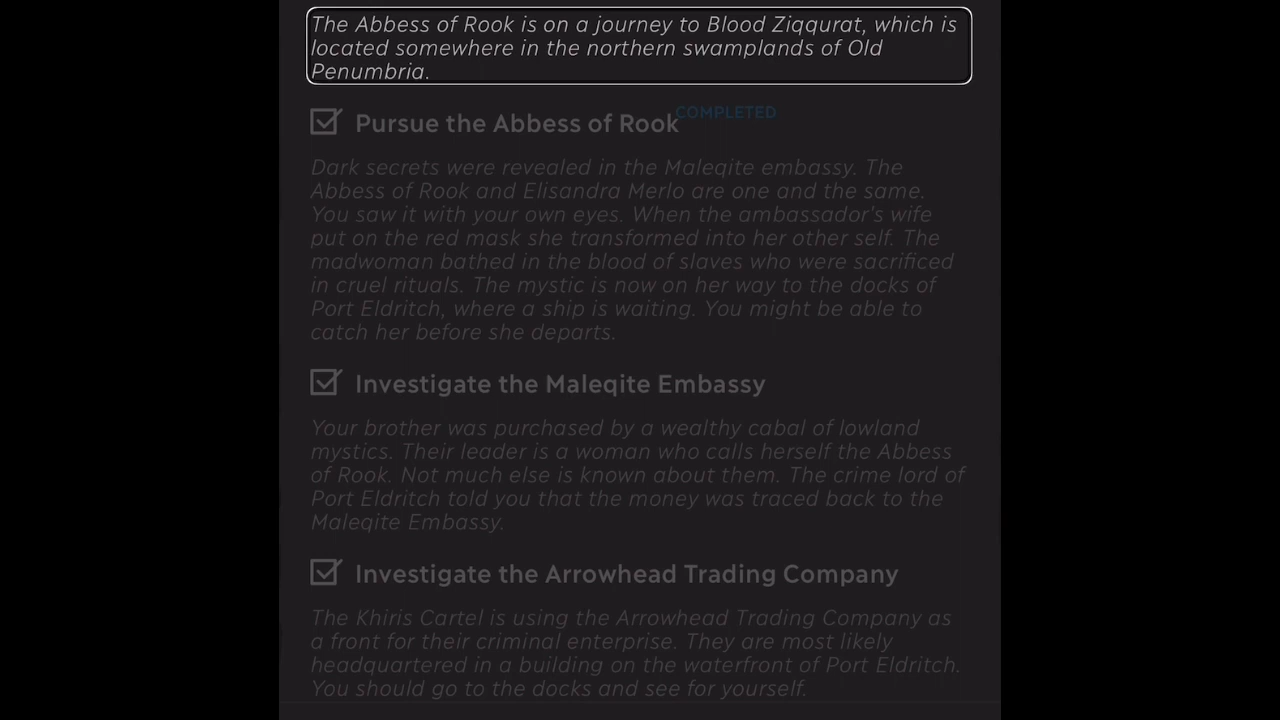 The Abbess of Rook is on a journey to Blood Ziqqurat, which is
located somewhere in the northern swamplands of Old
Penumbria.
Pursue the Abbess of Rook COMPLETED
Dark secrets were revealed in the Maleqite embassy. The
Abbess of Rook and Elisandra Merlo are one and the same.
You saw it with your own eyes. When the ambassador's wife
put on the red mask she transformed into her other self. The
madwoman bathed in the blood of slaves who were sacrificed
in cruel rituals. The mystic is now on her way to the docks of
Port Eldritch, where a ship is waiting. You might be able to
catch her before she departs.
Investigate the Maleqite Embassy
Your brother was purchased by a wealthy cabal of lowland
mystics. Their leader is a woman who calls herself the Abbess
of Rook. Not much else is known about them. The crime lord of
Port Eldritch told you that the money was traced back to the
Maleqite Embassy.
Investigate the Arrowhead Trading Company
The Khiris Cartel is using the Arrowhead Trading Company as
a front for their criminal enterprise. They are most likely
headquartered in a building on the waterfront of Port Eldritch.
You should go to the docks and see for yourself.